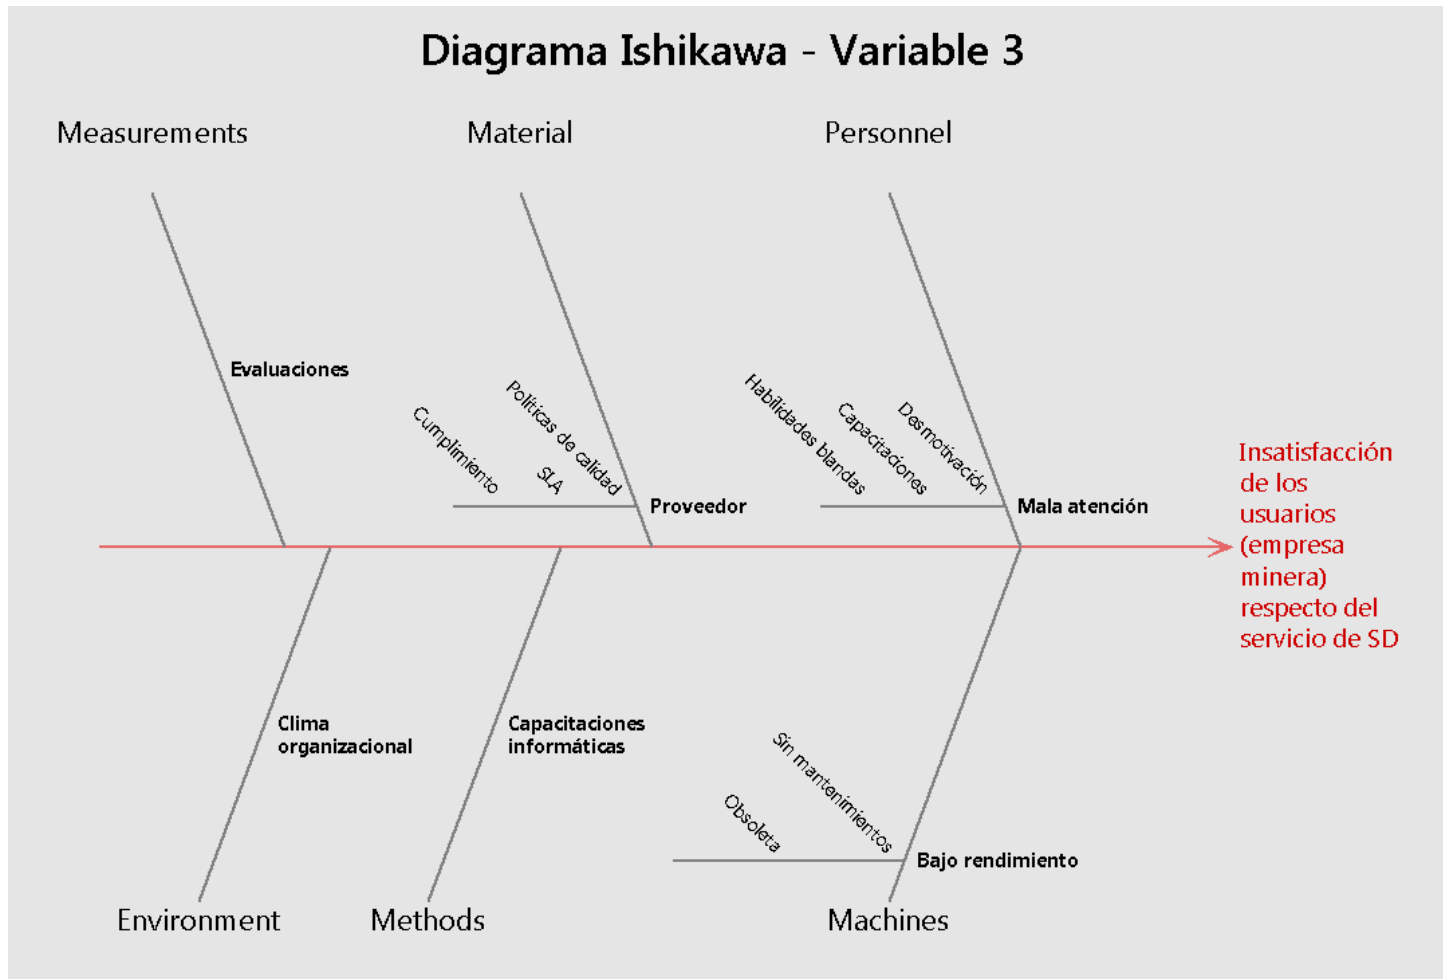 Diagrama Ishikawa - Variable 3
Measurements
Material
Personnel
Evaluaciones
Cumplimiento
SLA
Políticas de calidad
Proveedor
Habilidades blandas
Capacitaciones
Desmotivación
Mala atención
Insatisfacción
de los
usuarios
(empresa
minera)
respecto del
servicio de SD
Clima
organizacional
Capacitaciones
informáticas
Obsoleta
Sin mantenimientos
Bajo rendimiento
Environment
Methods
Machines